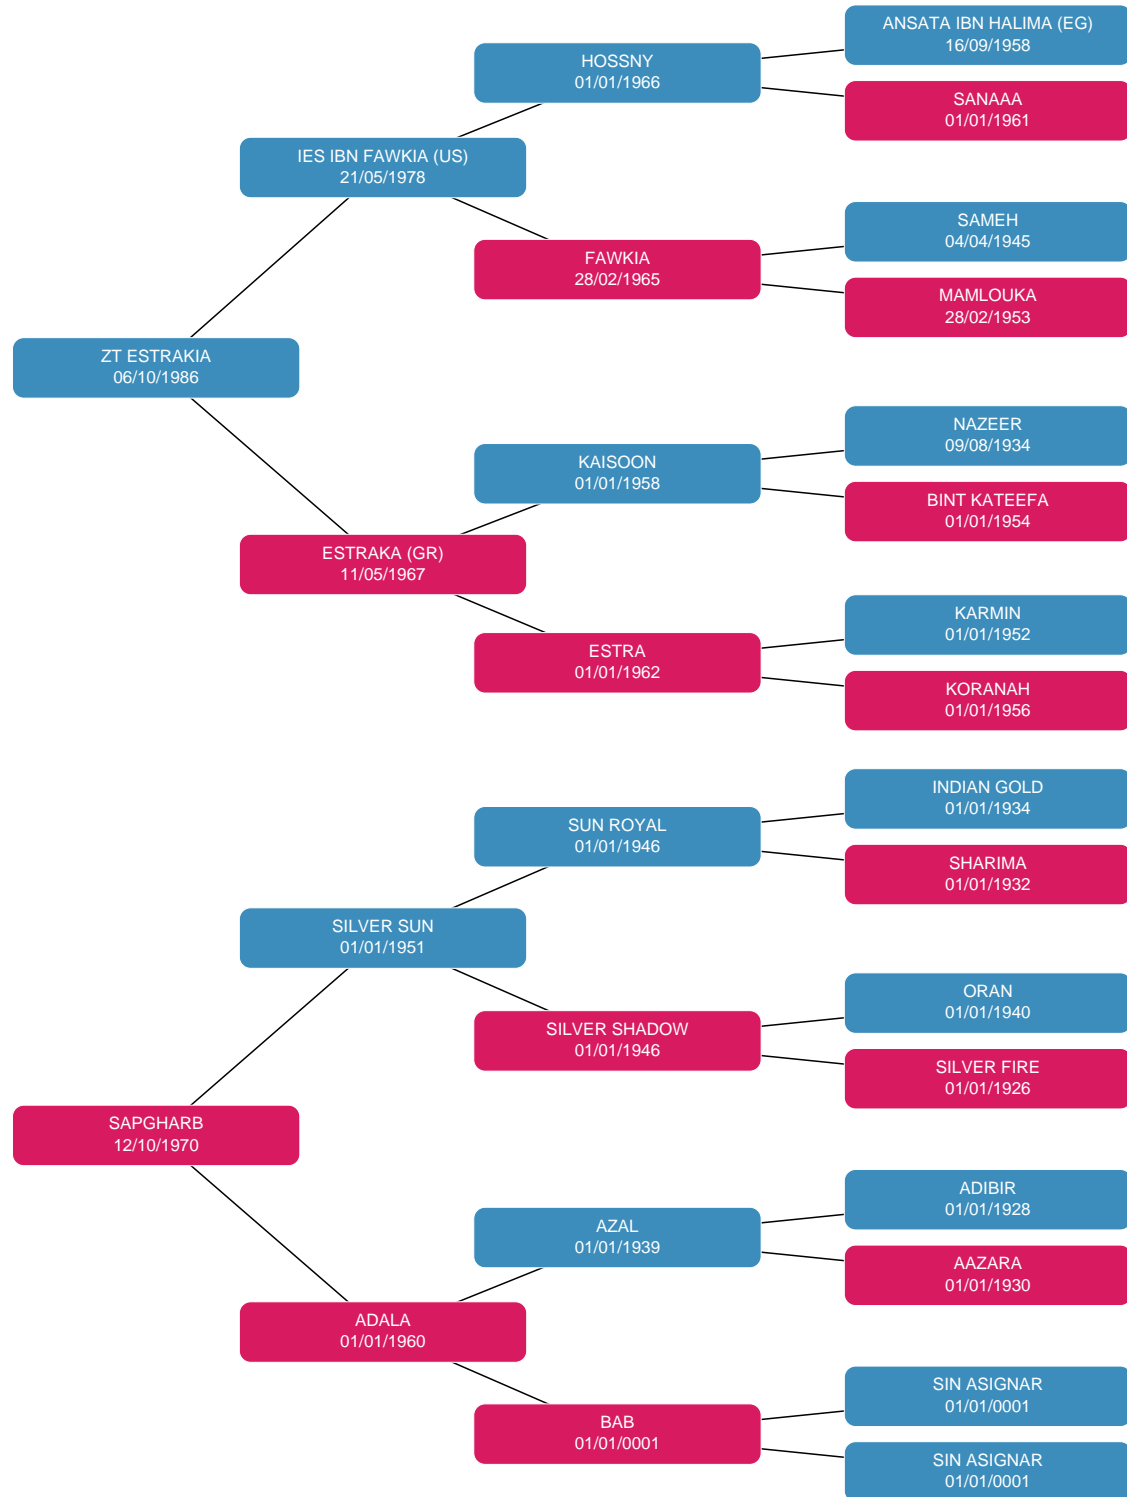 ANSATA IBN HALIMA (EG)
16/09/1958
HOSSNY
01/01/1966
SANAAA
01/01/1961
IES IBN FAWKIA (US)
21/05/1978
SAMEH
04/04/1945
FAWKIA
28/02/1965
MAMLOUKA
28/02/1953
ZT ESTRAKIA
06/10/1986
NAZEER
09/08/1934
KAISOON
01/01/1958
BINT KATEEFA
01/01/1954
ESTRAKA (GR)
11/05/1967
KARMIN
01/01/1952
ESTRA
01/01/1962
KORANAH
01/01/1956
INDIAN GOLD
01/01/1934
SUN ROYAL
01/01/1946
SHARIMA
01/01/1932
SILVER SUN
01/01/1951
ORAN
01/01/1940
SILVER SHADOW
01/01/1946
SILVER FIRE
01/01/1926
SAPGHARB
12/10/1970
ADIBIR
01/01/1928
AZAL
01/01/1939
AAZARA
01/01/1930
ADALA
01/01/1960
SIN ASIGNAR
01/01/0001
BAB
01/01/0001
SIN ASIGNAR
01/01/0001